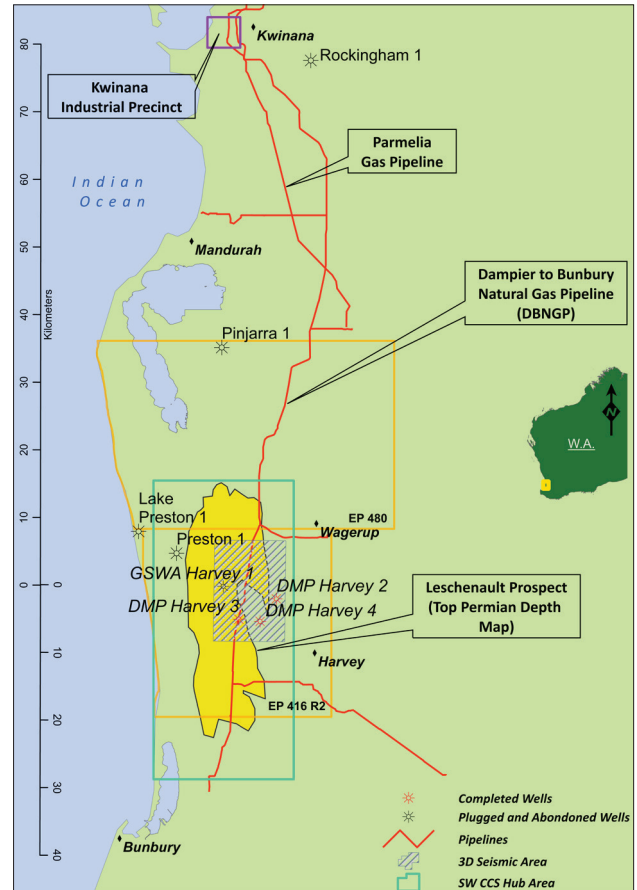 80
70
60
50
40
30
20
10
0
10
20
30
40
Kilometers
Kwinana
Rockingham 1
Kwinana
Industrial Precinct
Parmelia
Gas Pipeline
Indian
Ocean
Mandurah
Dampier to Bunbury
Natural Gas Pipeline
(DBNGP)
Pinjarra 1
N
W.A.
Lake
Preston 1
EP 480
Wagerup
Preston 1
GSWA Harvey 1
DMP Harvey 2
DMP Harvey 3
DMP Harvey 4
Leschenault Prospect
(Top Permian Depth
Map)
Harvey
EP 416 R2
Bunbury
Completed Wells
Plugged and Abondoned Wells
Pipelines
3D Seismic Area
SW CCS Hub Area